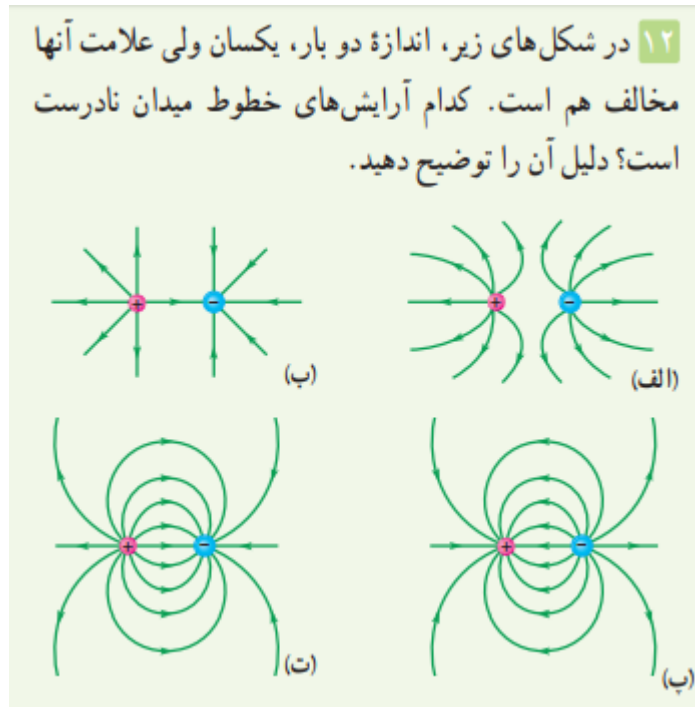 ۱۲ در شکل‌های زیر، اندازهٔ دو بار، یکسان ولی علامت آنها
مخالف هم است. کدام آرایش‌های خطوط میدان نادرست
است؟ دلیل آن را توضیح دهید.
+ − (الف)
+ − (ب)
+ − (پ)
+ − (ت)